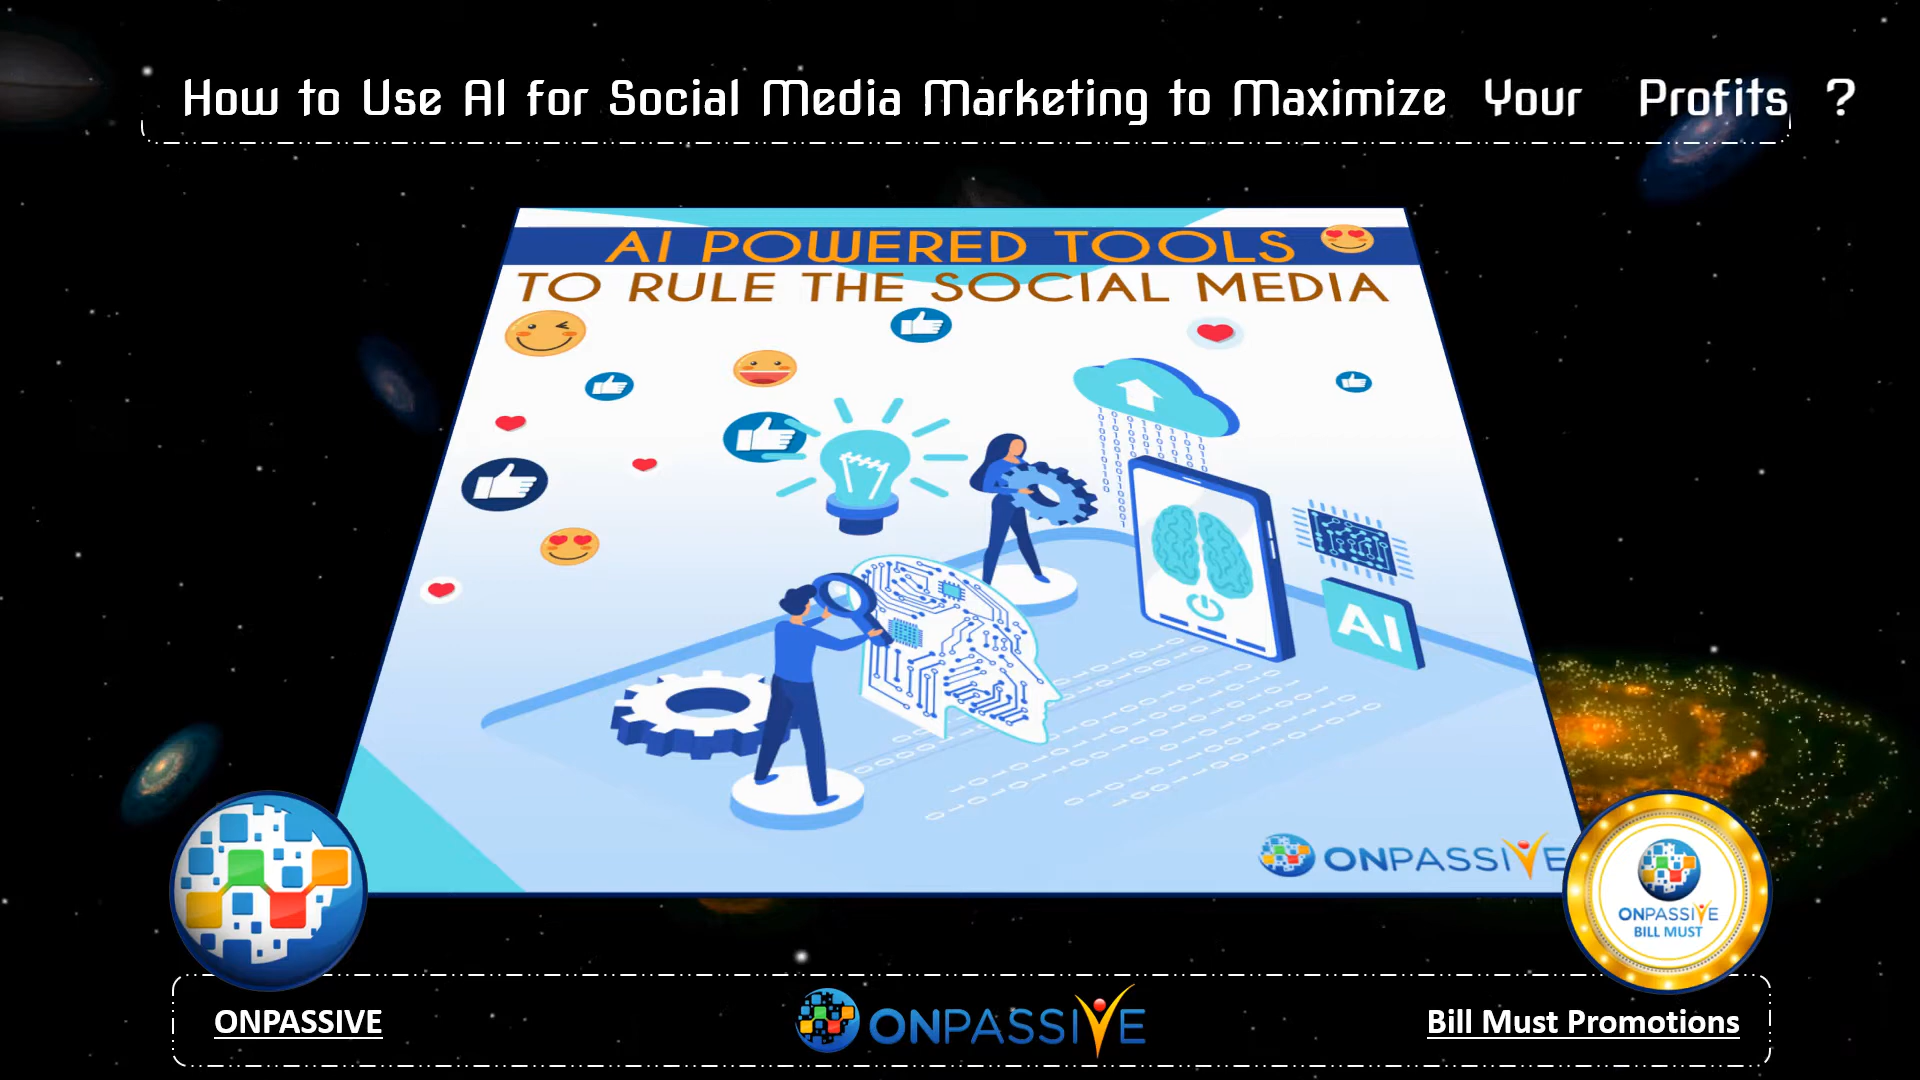 How to Use AI for Social Media Marketing to Maximize Your Profits ?
AI POWERED TOOLS
TO RULE THE SOCIAL MEDIA
AI
ONPASSIVE
ONPASSIVE
BILL MUST
ONPASSIVE
ONPASSIVE
Bill Must Promotions